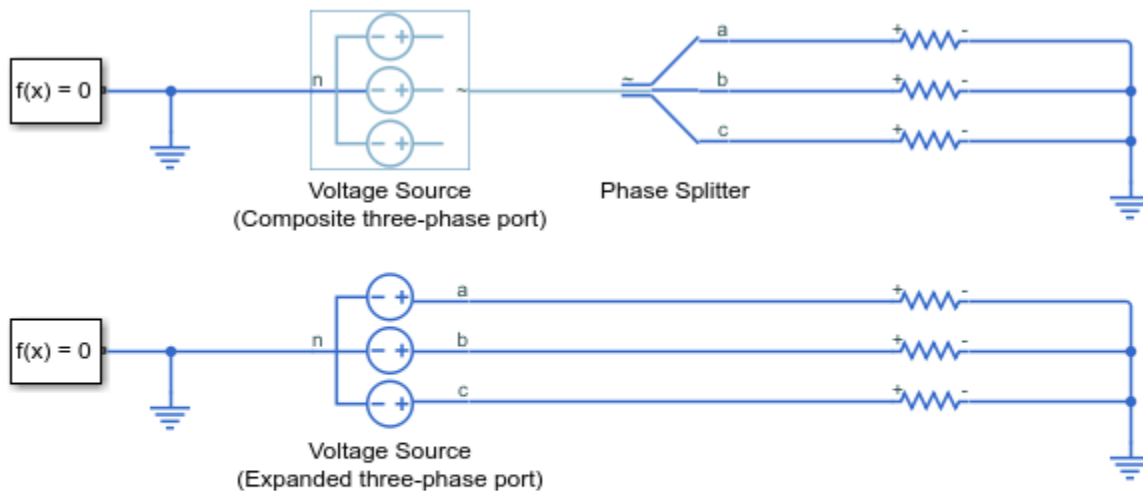 a
+ -
f(x) = 0
n
- +
- +
- +
~
~
b
+ -
c
+ -
Voltage Source
(Composite three-phase port)
Phase Splitter
a
+ -
f(x) = 0
n
- +
- +
- +
b
+ -
c
+ -
Voltage Source
(Expanded three-phase port)